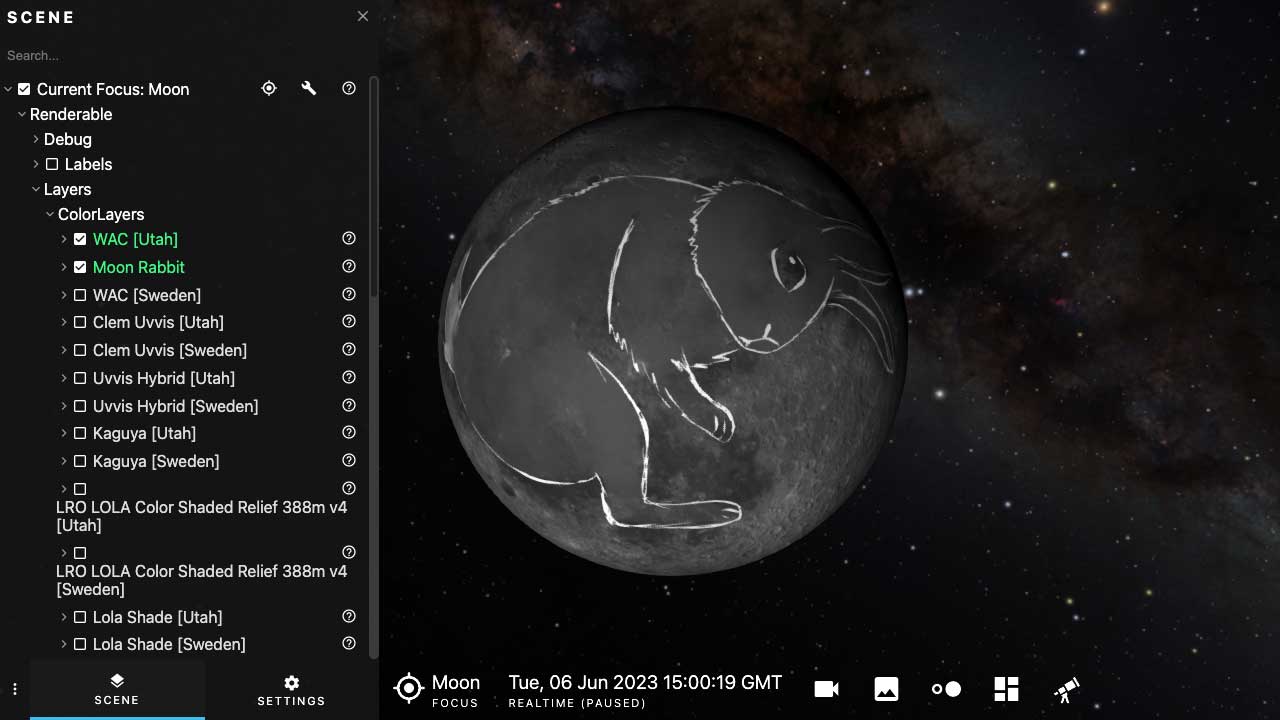 SCENE
Search...
Current Focus: Moon
Renderable
Debug
Labels
Layers
ColorLayers
WAC [Utah]
Moon Rabbit
WAC [Sweden]
Clem Uvvis [Utah]
Clem Uvvis [Sweden]
Uvvis Hybrid [Utah]
Uvvis Hybrid [Sweden]
Kaguya [Utah]
Kaguya [Sweden]
LRO LOLA Color Shaded Relief 388m v4
[Utah]
LRO LOLA Color Shaded Relief 388m v4
[Sweden]
Lola Shade [Utah]
Lola Shade [Sweden]
SCENE
SETTINGS
Moon
FOCUS
Tue, 06 Jun 2023 15:00:19 GMT
REALTIME (PAUSED)